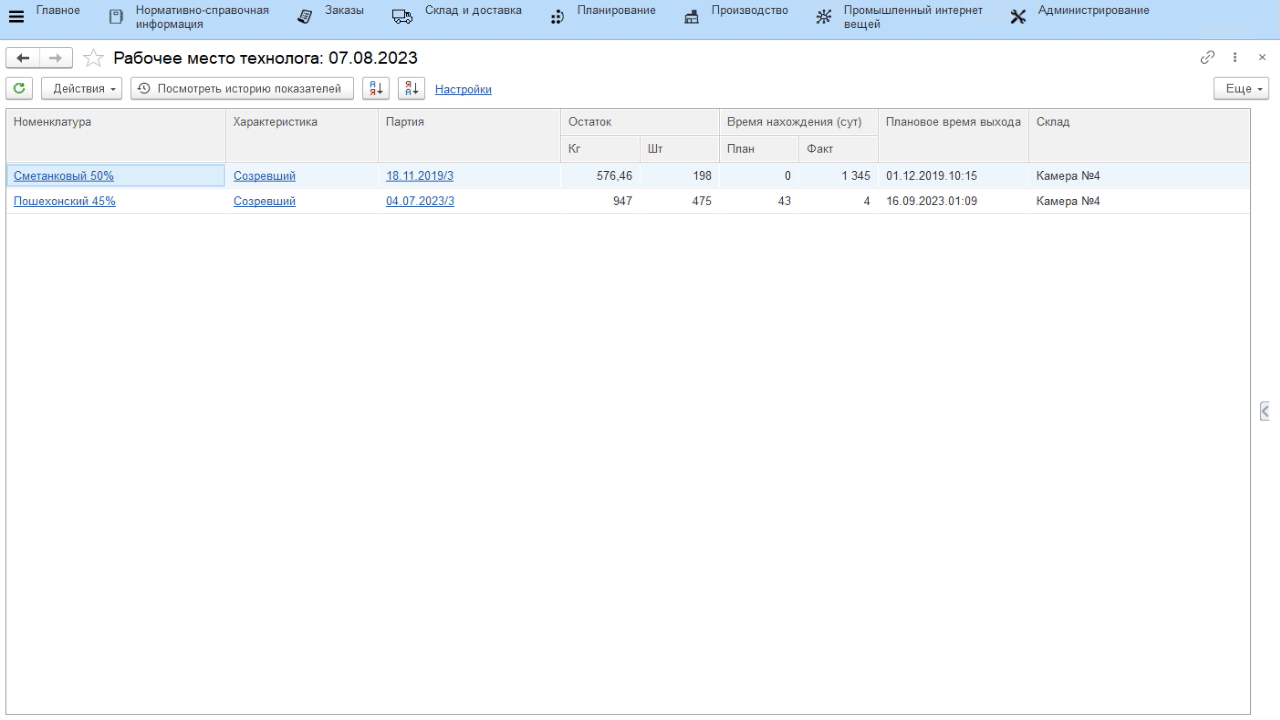 Главное
Нормативно-справочная
информация
Заказы
Склад и доставка
Планирование
Производство
Промышленный интернет
вещей
Администрирование
Рабочее место технолога: 07.08.2023
Действия
Посмотреть историю показателей
Настройки
Еще
Номенклатура Характеристика Партия Остаток Время нахождения (сут) Плановое время выхода Склад
Кг Шт План Факт
Сметанковый 50% Созревший 18.11.2019/3 576,46 198 0 1 345 01.12.2019.10:15 Камера №4
Пошехонский 45% Созревший 04.07.2023/3 947 475 43 4 16.09.2023.01:09 Камера №4